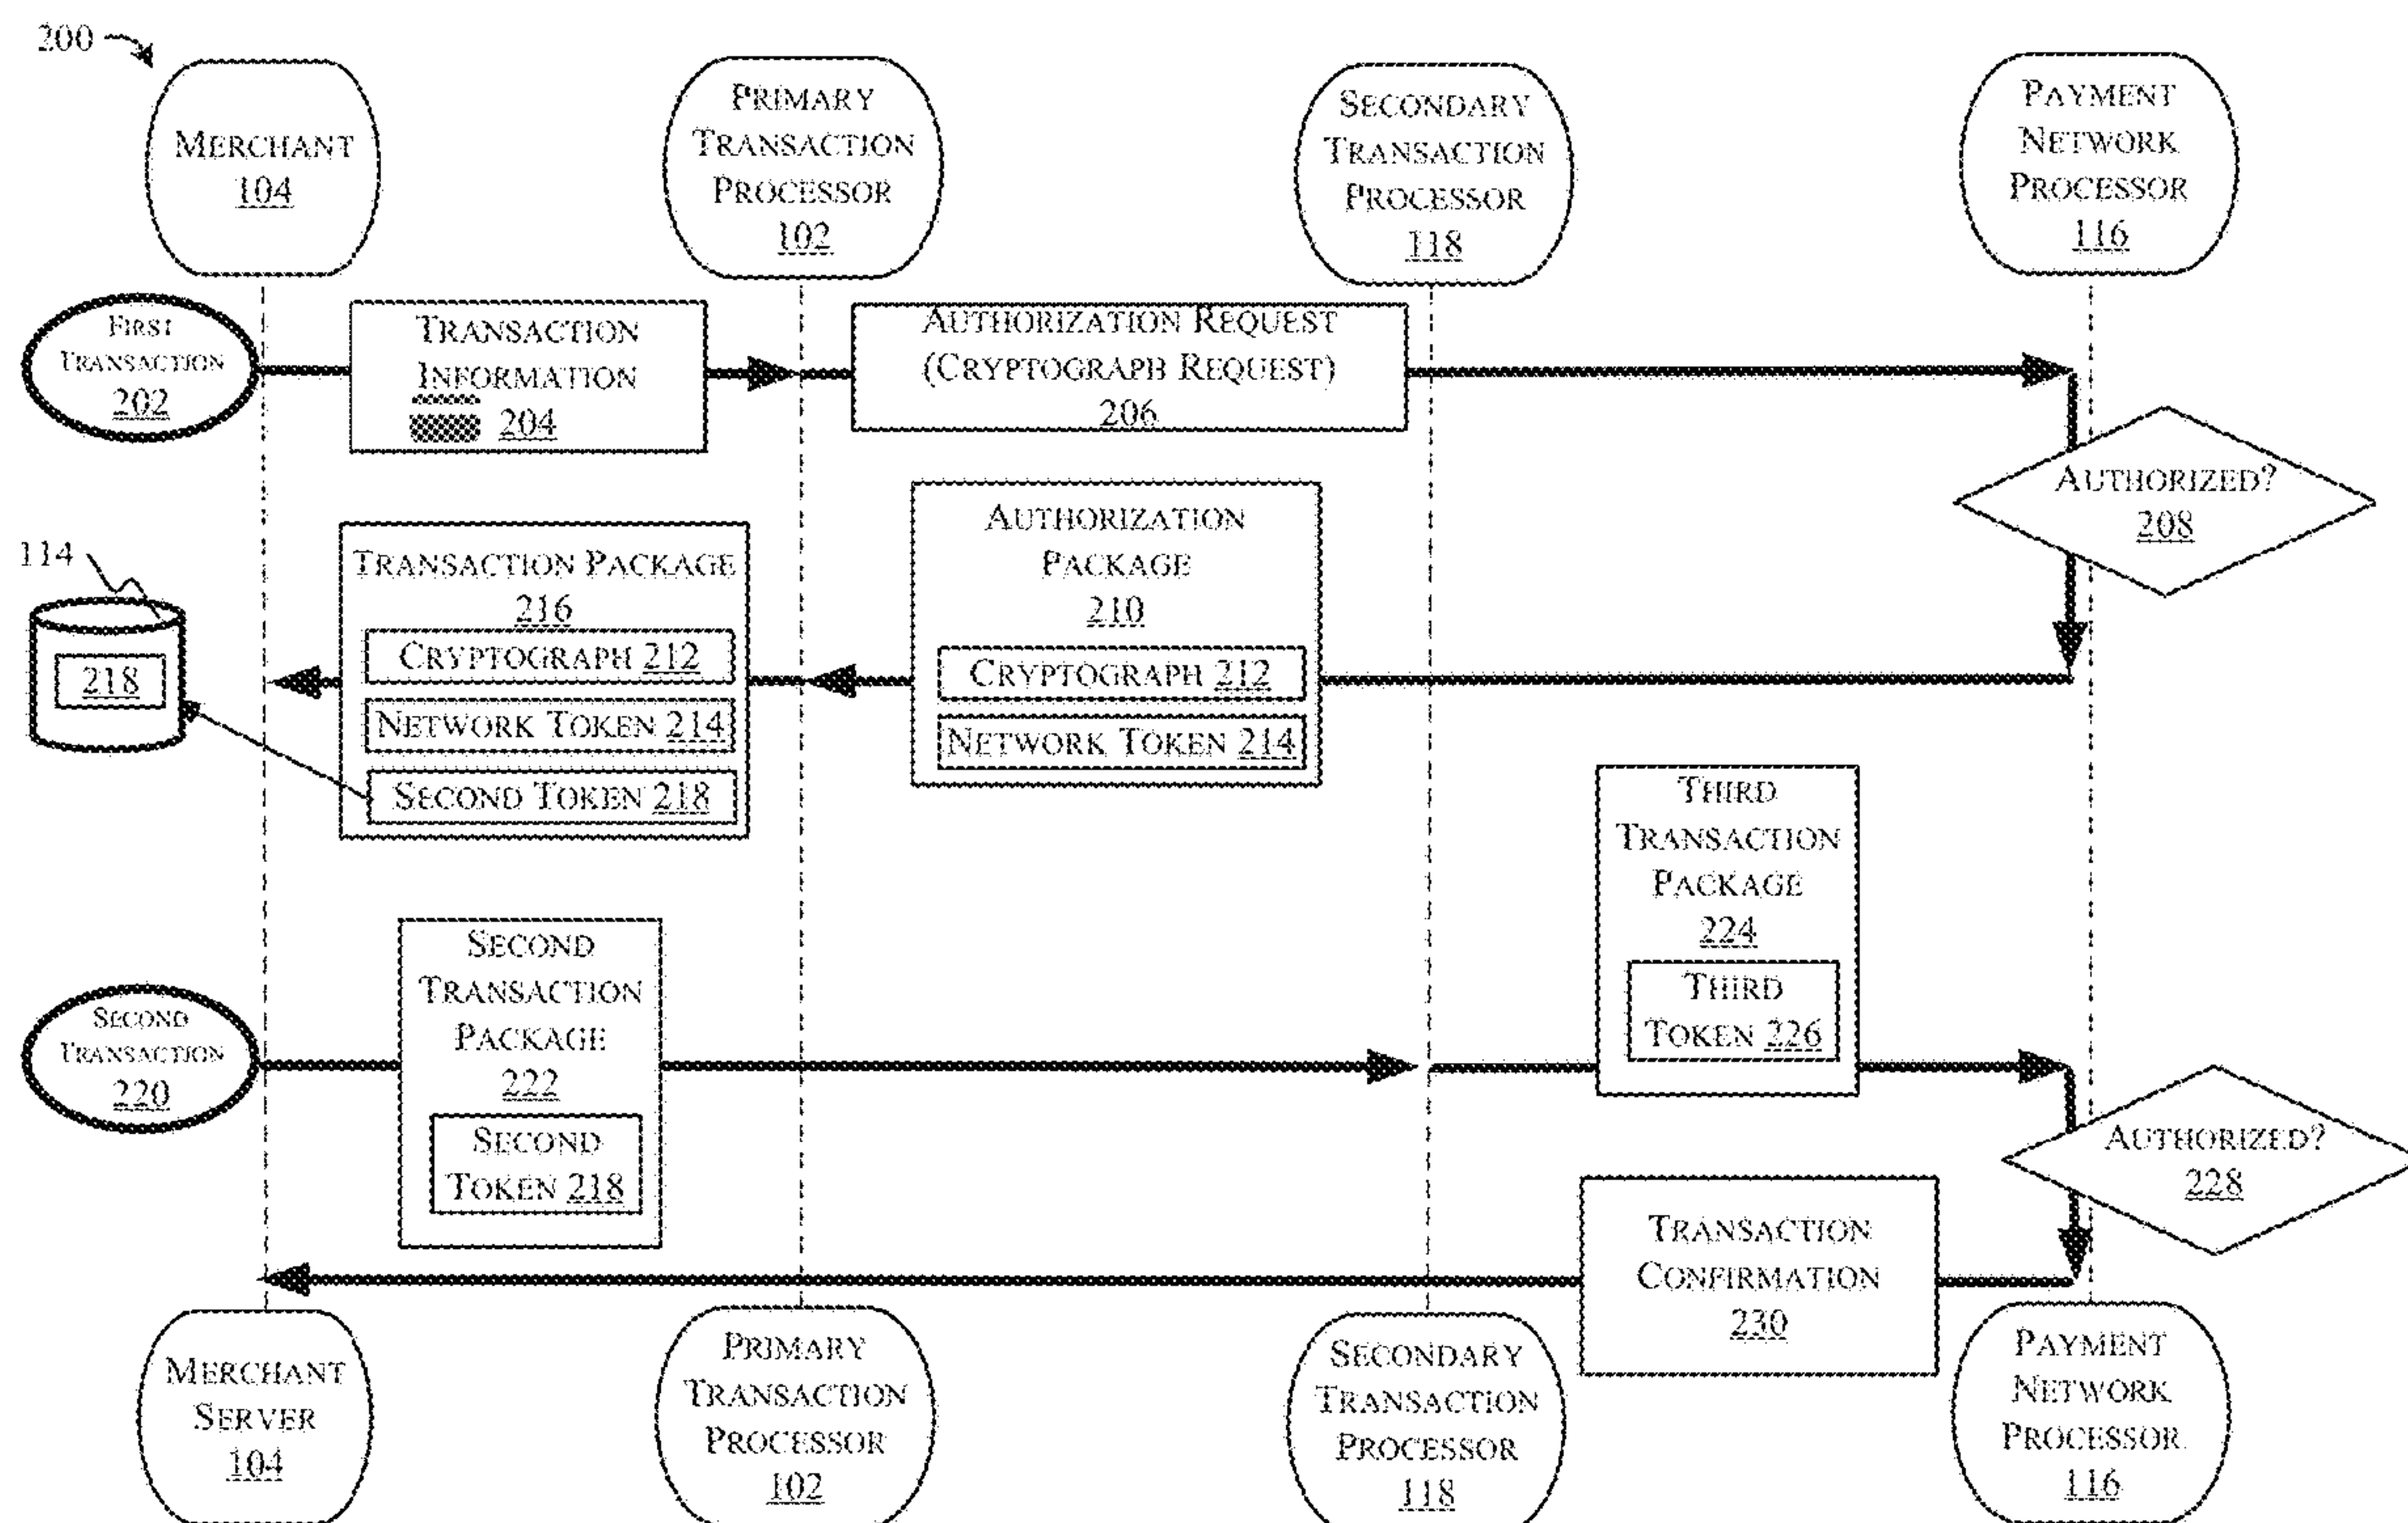 200
MERCHANT
104
PRIMARY
TRANSACTION
PROCESSOR
102
SECONDARY
TRANSACTION
PROCESSOR
118
PAYMENT
NETWORK
PROCESSOR
116
FIRST
TRANSACTION
202
TRANSACTION
INFORMATION
204
AUTHORIZATION REQUEST
(CRYPTOGRAPH REQUEST)
206
AUTHORIZED?
208
114
218
TRANSACTION PACKAGE
216
CRYPTOGRAPH 212
NETWORK TOKEN 214
SECOND TOKEN 218
AUTHORIZATION
PACKAGE
210
CRYPTOGRAPH 212
NETWORK TOKEN 214
SECOND
TRANSACTION
220
SECOND
TRANSACTION
PACKAGE
222
SECOND
TOKEN 218
THIRD
TRANSACTION
PACKAGE
224
THIRD
TOKEN 226
AUTHORIZED?
228
TRANSACTION
CONFIRMATION
230
MERCHANT
SERVER
104
PRIMARY
TRANSACTION
PROCESSOR
102
SECONDARY
TRANSACTION
PROCESSOR
118
PAYMENT
NETWORK
PROCESSOR
116